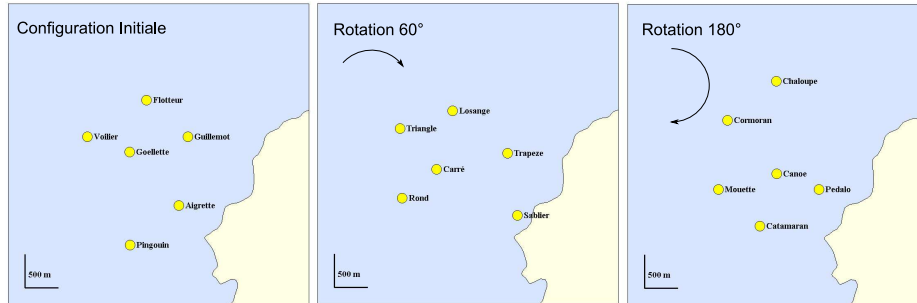 Configuration Initiale
Flotteur
Voilier
Guillemot
Goellette
Aigrette
Pingouin
500 m
Rotation 60°
Losange
Triangle
Trapeze
Carré
Rond
Sablier
500 m
Rotation 180°
Chaloupe
Cormoran
Canoe
Mouette
Pedalo
Catamaran
500 m